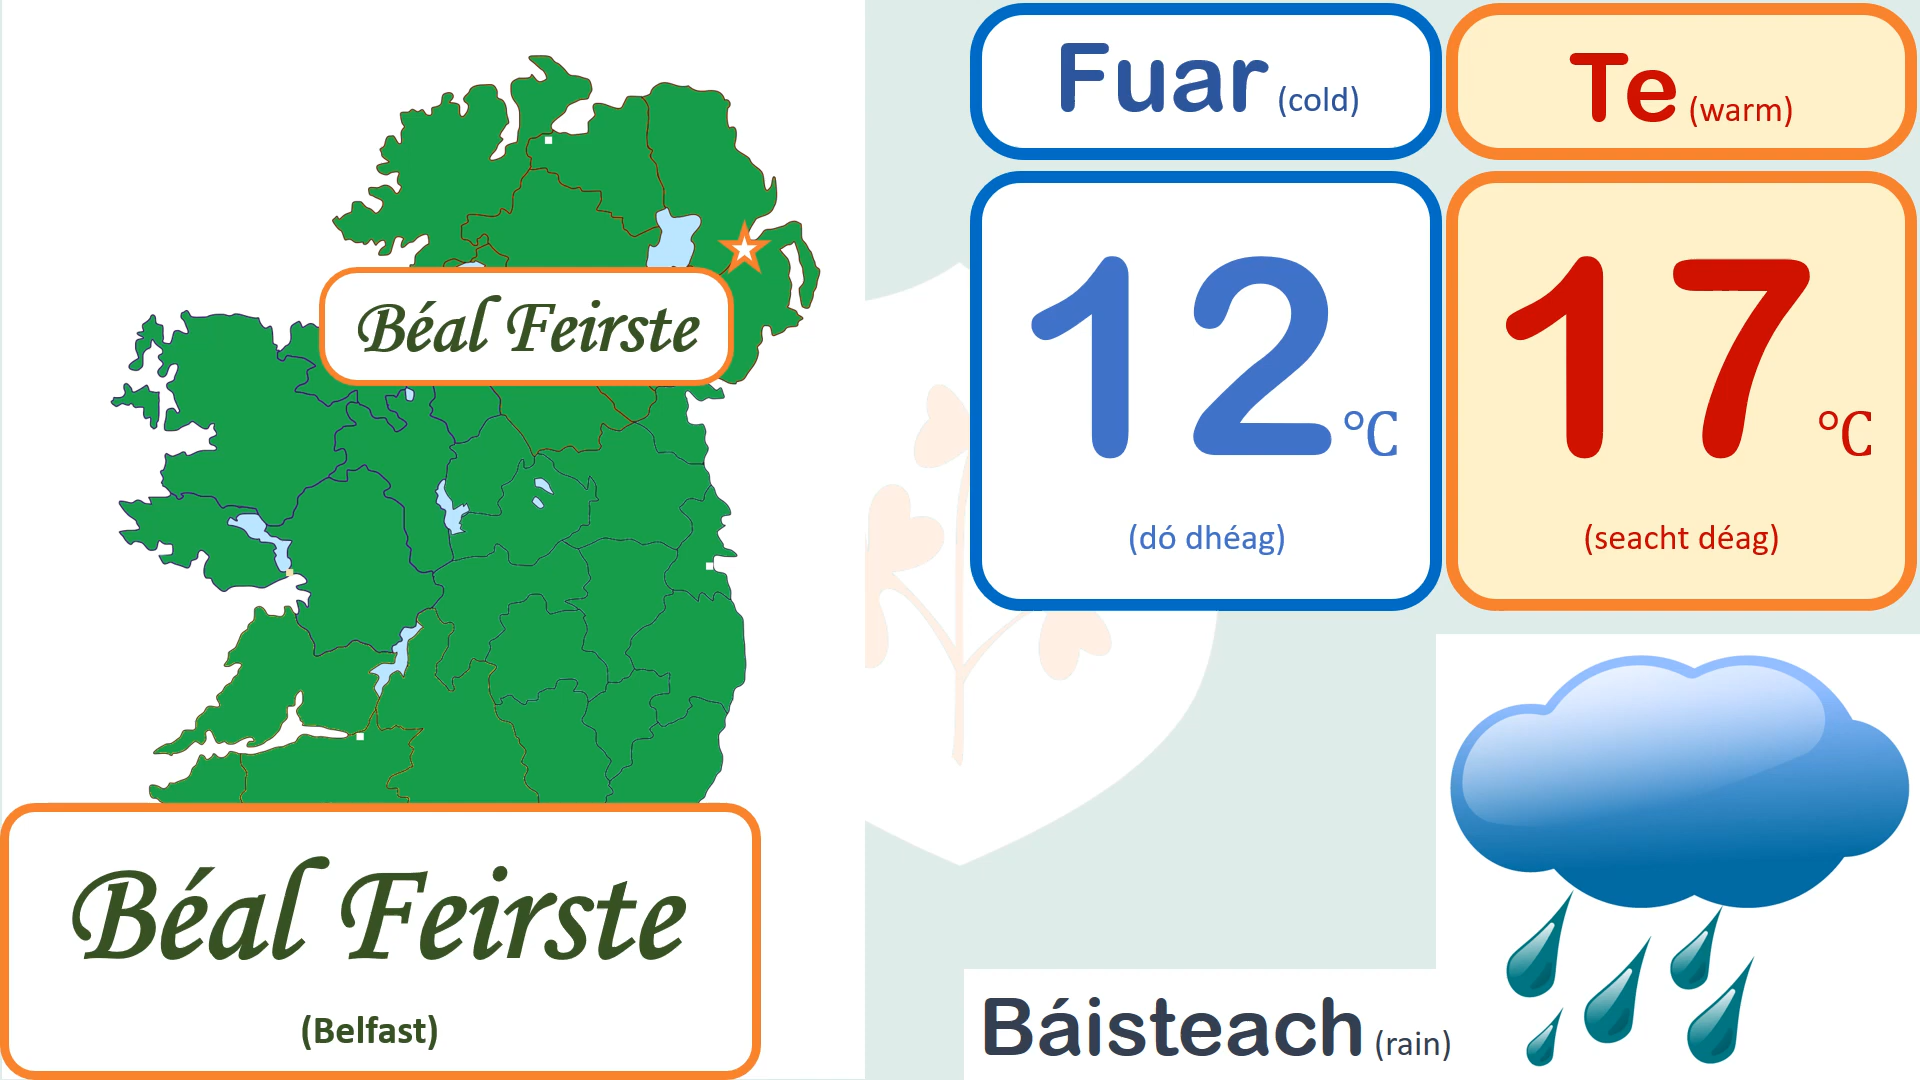 Béal Feirste
Béal Feirste
(Belfast)
Fuar (cold)
Te (warm)
12 °C
(dó dhéag)
17 °C
(seacht déag)
Báisteach (rain)